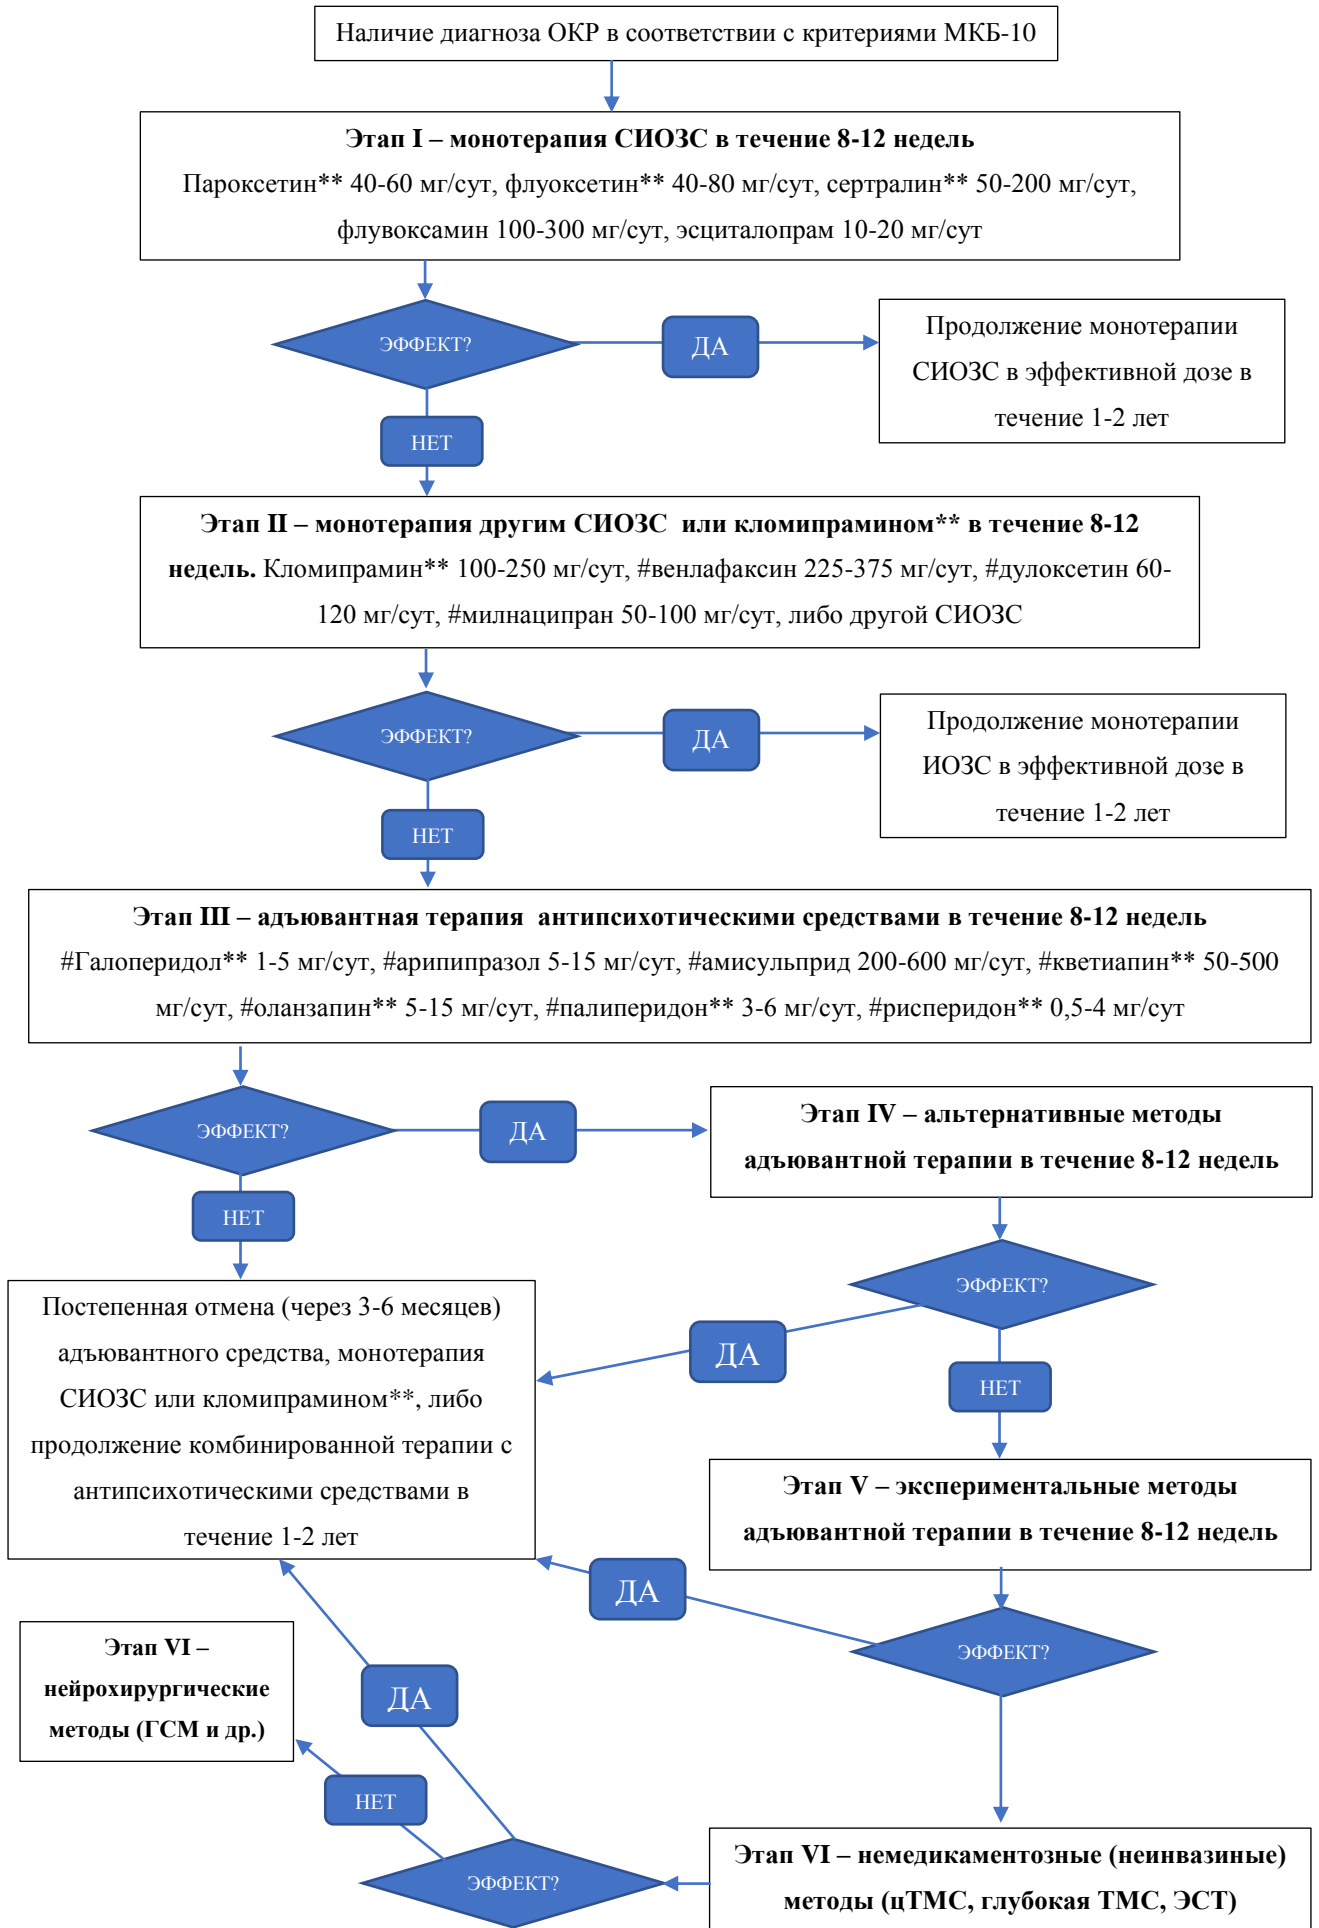 Наличие диагноза ОКР в соответствии с критериями МКБ-10
Этап I – монотерапия СИОЗС в течение 8-12 недель
Пароксетин** 40-60 мг/сут, флуоксетин** 40-80 мг/сут, сертралин** 50-200 мг/сут,
флувоксамин 100-300 мг/сут, эсциталопрам 10-20 мг/сут
ЭФФЕКТ?
ДА
Продолжение монотерапии
СИОЗС в эффективной дозе в
течение 1-2 лет
НЕТ
Этап II – монотерапия другим СИОЗС или кломипрамином** в течение 8-12
недель. Кломипрамин** 100-250 мг/сут, #венлафаксин 225-375 мг/сут, #дулоксетин 60-
120 мг/сут, #милнаципран 50-100 мг/сут, либо другой СИОЗС
ЭФФЕКТ?
ДА
Продолжение монотерапии
ИОЗС в эффективной дозе в
течение 1-2 лет
НЕТ
Этап III – адъювантная терапия антипсихотическими средствами в течение 8-12 недель
#Галоперидол** 1-5 мг/сут, #арипипразол 5-15 мг/сут, #амисульприд 200-600 мг/сут, #кветиапин** 50-500
мг/сут, #оланзапин** 5-15 мг/сут, #палиперидон** 3-6 мг/сут, #рисперидон** 0,5-4 мг/сут
ЭФФЕКТ?
ДА
Этап IV – альтернативные методы
адъювантной терапии в течение 8-12 недель
НЕТ
ЭФФЕКТ?
Постепенная отмена (через 3-6 месяцев)
адъювантного средства, монотерапия
СИОЗС или кломипрамином**, либо
продолжение комбинированной терапии с
антипсихотическими средствами в
течение 1-2 лет
ДА
НЕТ
Этап V – экспериментальные методы
адъювантной терапии в течение 8-12 недель
ДА
ЭФФЕКТ?
Этап VI –
нейрохирургические
методы (ГСМ и др.)
ДА
НЕТ
ЭФФЕКТ?
Этап VI – немедикаментозные (неинвазиные)
методы (цТМС, глубокая ТМС, ЭСТ)